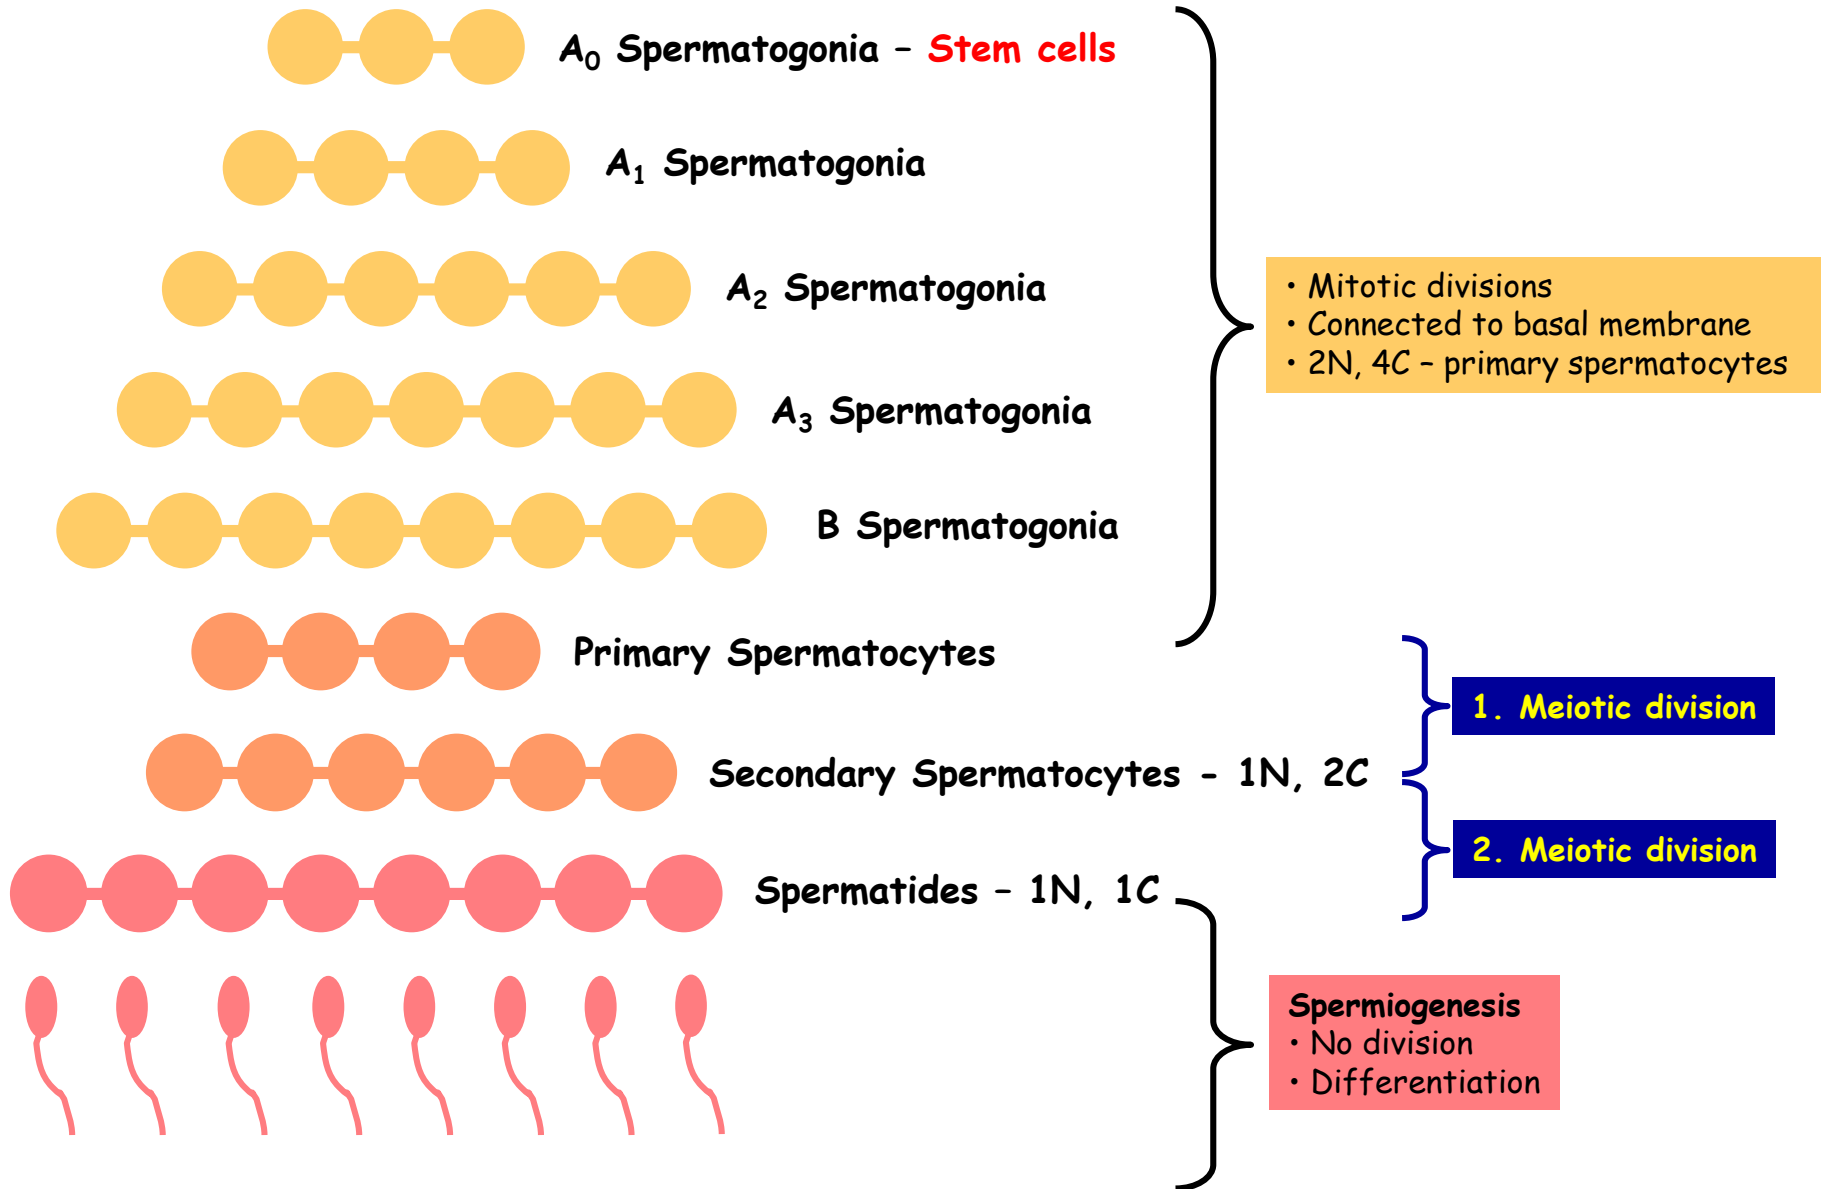 A₀ Spermatogonia – Stem cells
A₁ Spermatogonia
A₂ Spermatogonia
• Mitotic divisions
• Connected to basal membrane
• 2N, 4C – primary spermatocytes
A₃ Spermatogonia
B Spermatogonia
Primary Spermatocytes
1. Meiotic division
Secondary Spermatocytes - 1N, 2C
2. Meiotic division
Spermatides – 1N, 1C
Spermiogenesis
• No division
• Differentiation